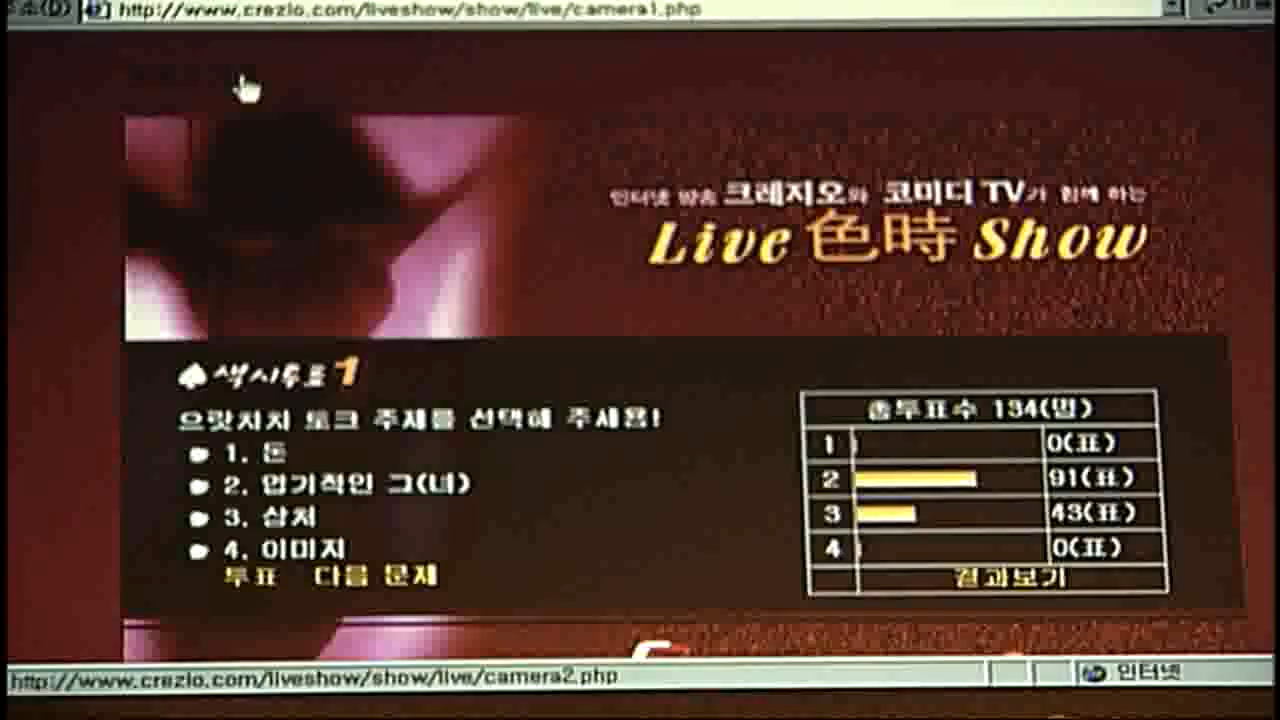 주소(D) http://www.crezio.com/liveshow/show/live/camera1.php
인터넷 방송 크레지오와 코미디 TV가 함께 하는
Live 色時 Show
색시투표 1
으랏차차 토크 주제를 선택해 주세용!
1. 돈
2. 엽기적인 그(녀)
3. 상처
4. 이미지
투표 다음 문제
총투표수 134(명)
1 0(표)
2 91(표)
3 43(표)
4 0(표)
결과보기
http://www.crezio.com/liveshow/show/live/camera2.php
인터넷